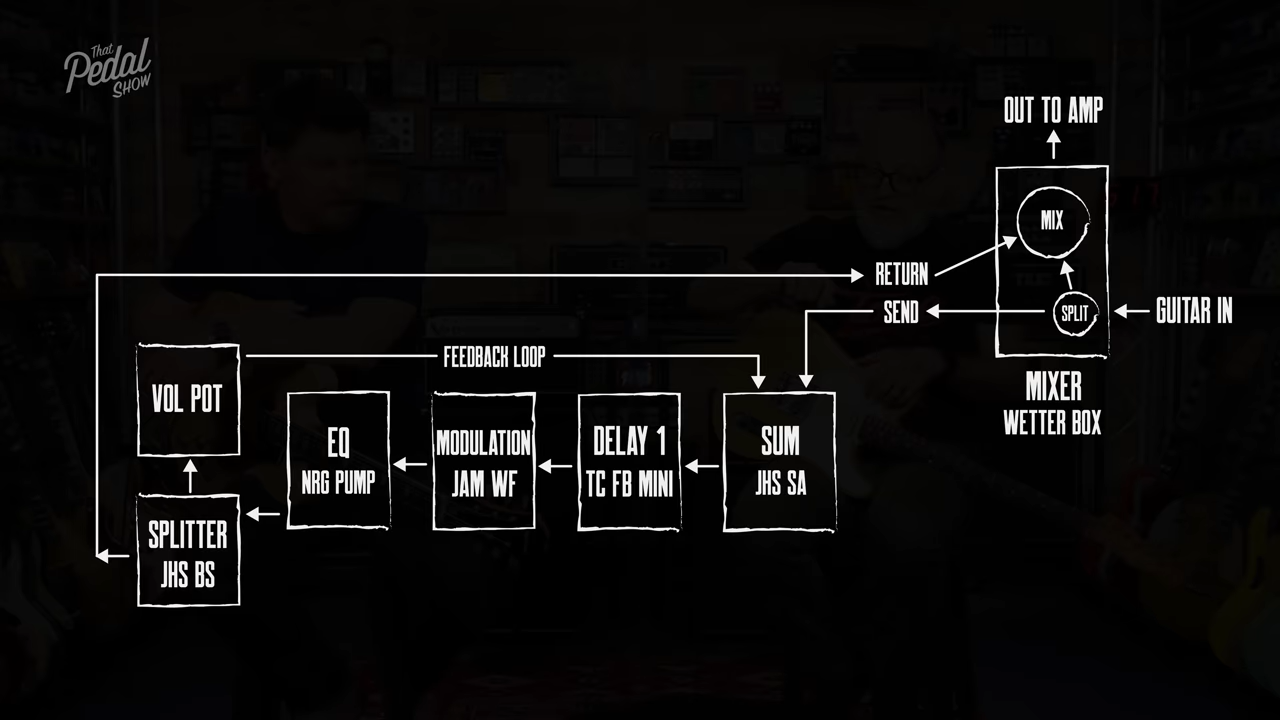 That
Pedal
SHOW
OUT TO AMP
MIX
RETURN
SEND
SPLIT
GUITAR IN
MIXER
WETTER BOX
FEEDBACK LOOP
VOL POT
EQ
NRG PUMP
MODULATION
JAM WF
DELAY 1
TC FB MINI
SUM
JHS SA
SPLITTER
JHS BS